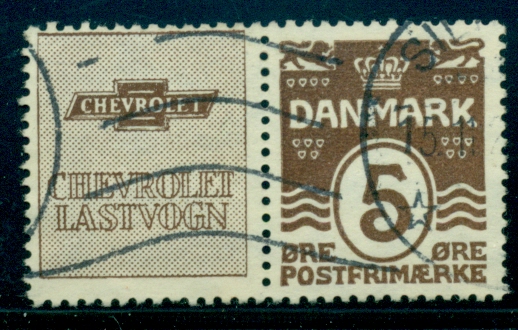 CHEVROLET
CHEVROLET
LASTVOGN
DANMARK
5
ØRE ØRE
POSTFRIMÆRKE